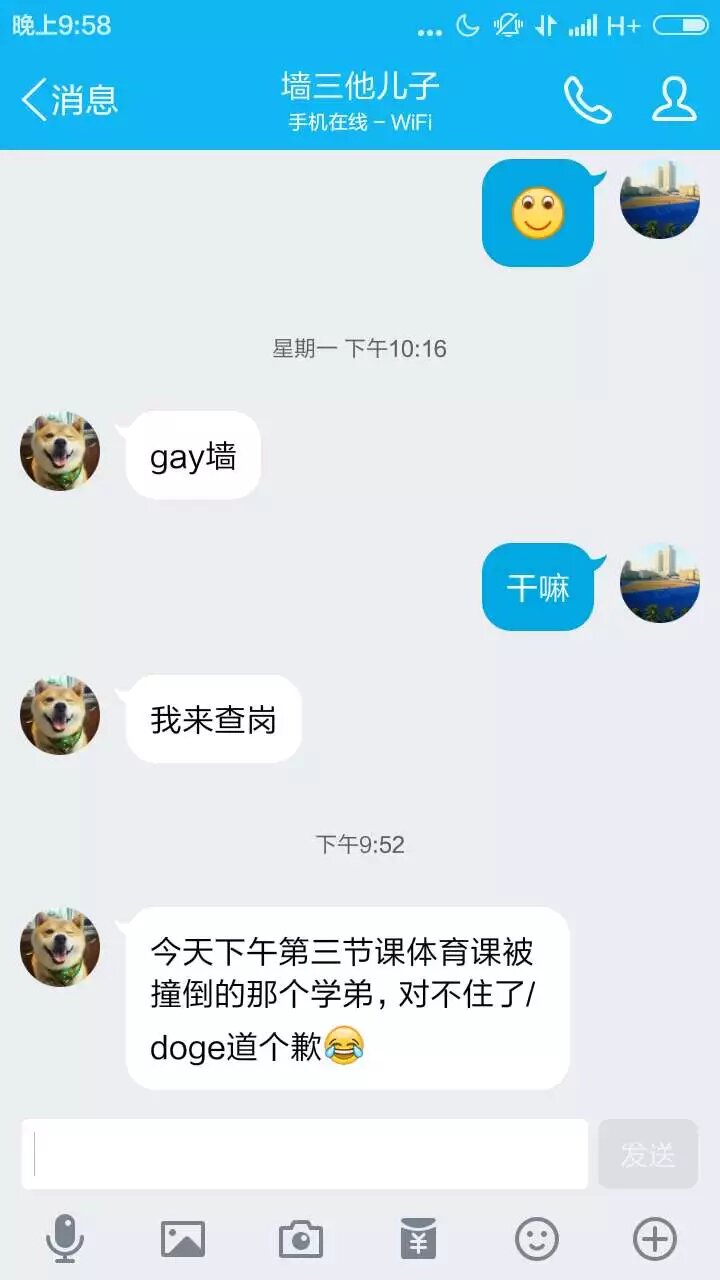 晚上9:58
H+
消息
墙三他儿子
手机在线 - WiFi
星期一 下午10:16
gay墙
干嘛
我来查岗
下午9:52
今天下午第三节课体育课被
撞倒的那个学弟，对不住了/
doge道个歉
发送